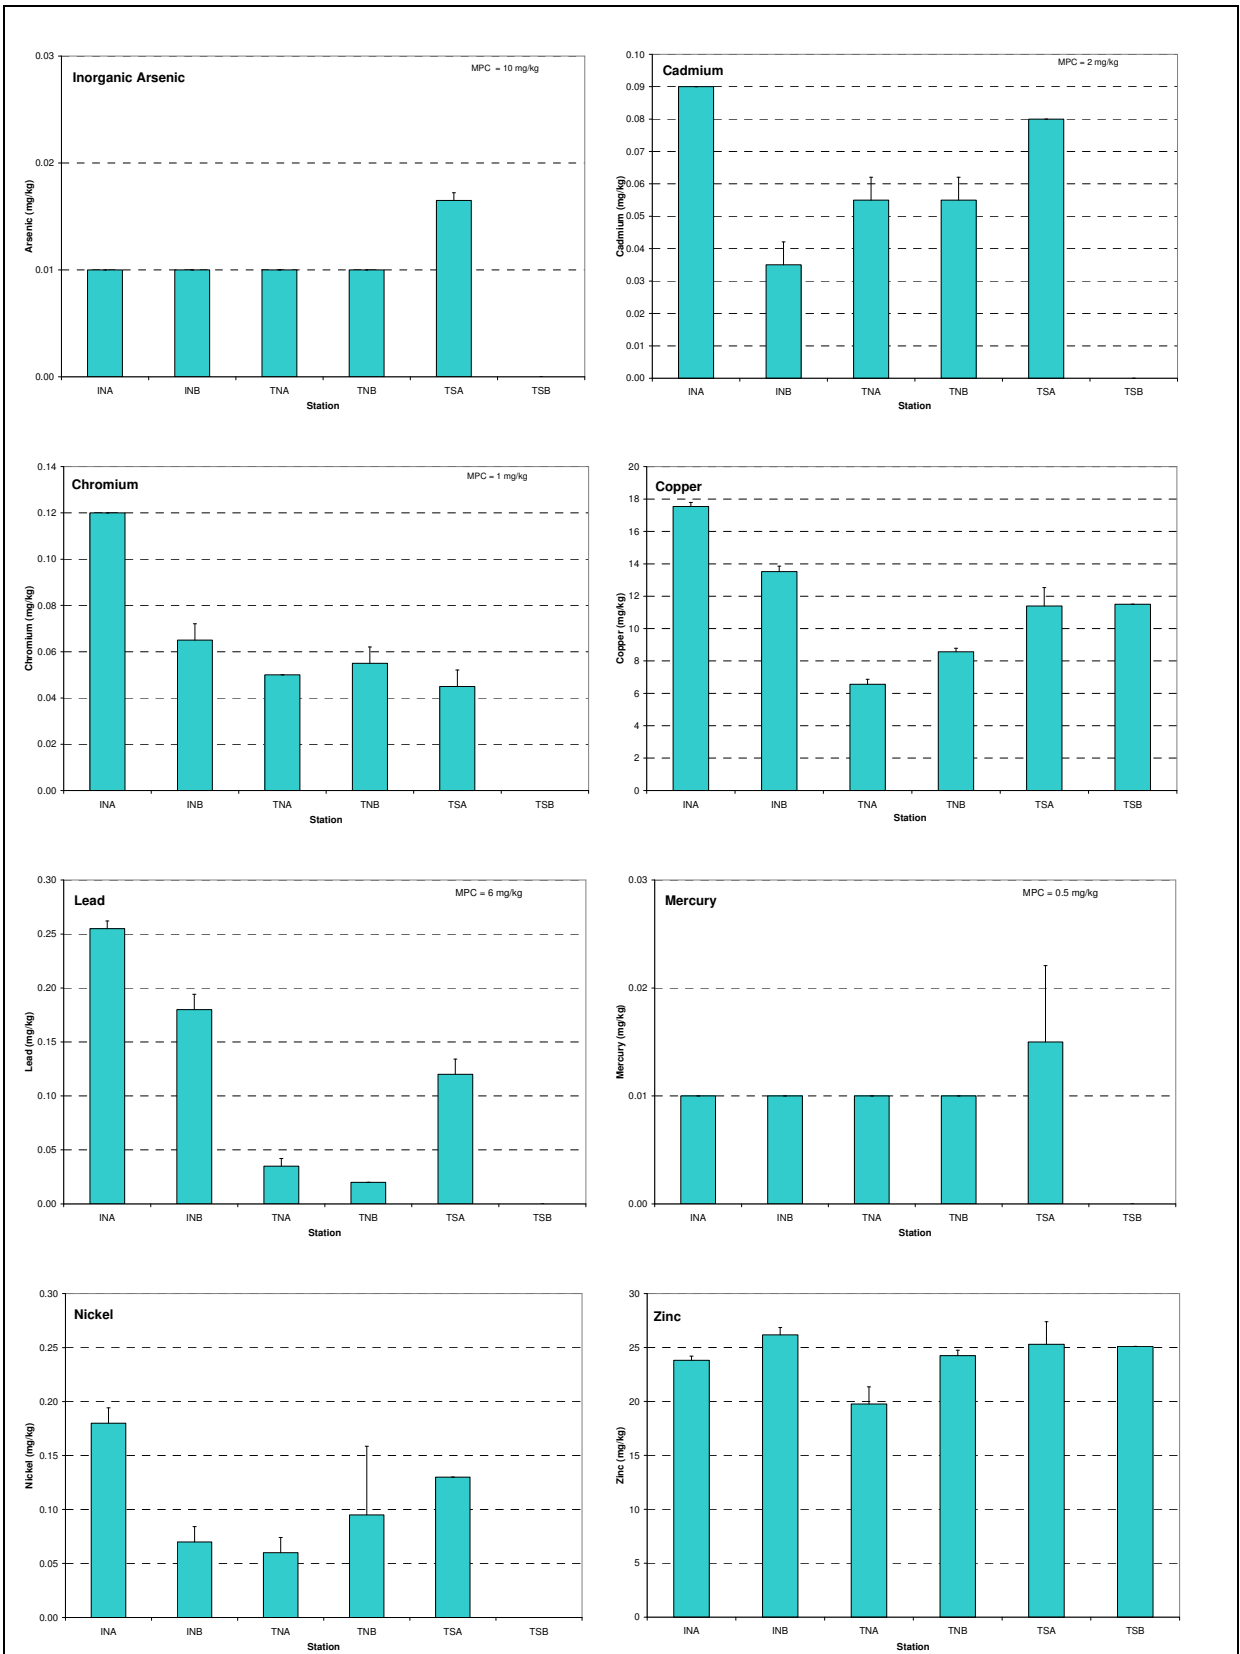 Inorganic Arsenic
MPC = 10 mg/kg
Arsenic (mg/kg)
0.03
0.02
0.01
0.00
INA INB TNA TNB TSA TSB
Station
Cadmium
MPC = 2 mg/kg
Cadmium (mg/kg)
0.10
0.09
0.08
0.07
0.06
0.05
0.04
0.03
0.02
0.01
0.00
INA INB TNA TNB TSA TSB
Station
Chromium
MPC = 1 mg/kg
Chromium (mg/kg)
0.14
0.12
0.10
0.08
0.06
0.04
0.02
0.00
INA INB TNA TNB TSA TSB
Station
Copper
Copper (mg/kg)
20
18
16
14
12
10
8
6
4
2
0
INA INB TNA TNB TSA TSB
Station
Lead
MPC = 6 mg/kg
Lead (mg/kg)
0.30
0.25
0.20
0.15
0.10
0.05
0.00
INA INB TNA TNB TSA TSB
Station
Mercury
MPC = 0.5 mg/kg
Mercury (mg/kg)
0.03
0.02
0.01
0.00
INA INB TNA TNB TSA TSB
Station
Nickel
Nickel (mg/kg)
0.30
0.25
0.20
0.15
0.10
0.05
0.00
INA INB TNA TNB TSA TSB
Station
Zinc
Zinc (mg/kg)
30
25
20
15
10
5
0
INA INB TNA TNB TSA TSB
Station